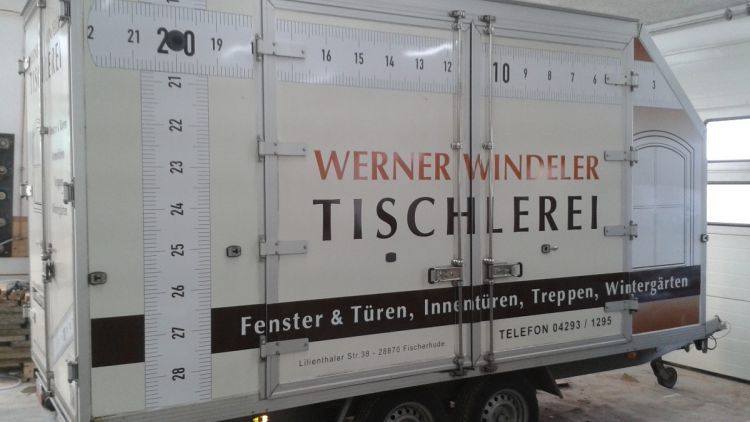 2 21 20 19 16 15 14 13 12 10 9 8 7 6 3
21
22
23
24
25
26
27
28
TISCHLEREI
WERNER WINDELER
TISCHLEREI
Fenster & Türen, Innentüren, Treppen, Wintergärten
Lilienthaler Str.38 - 28870 Fischerhude
TELEFON 04293 / 1295